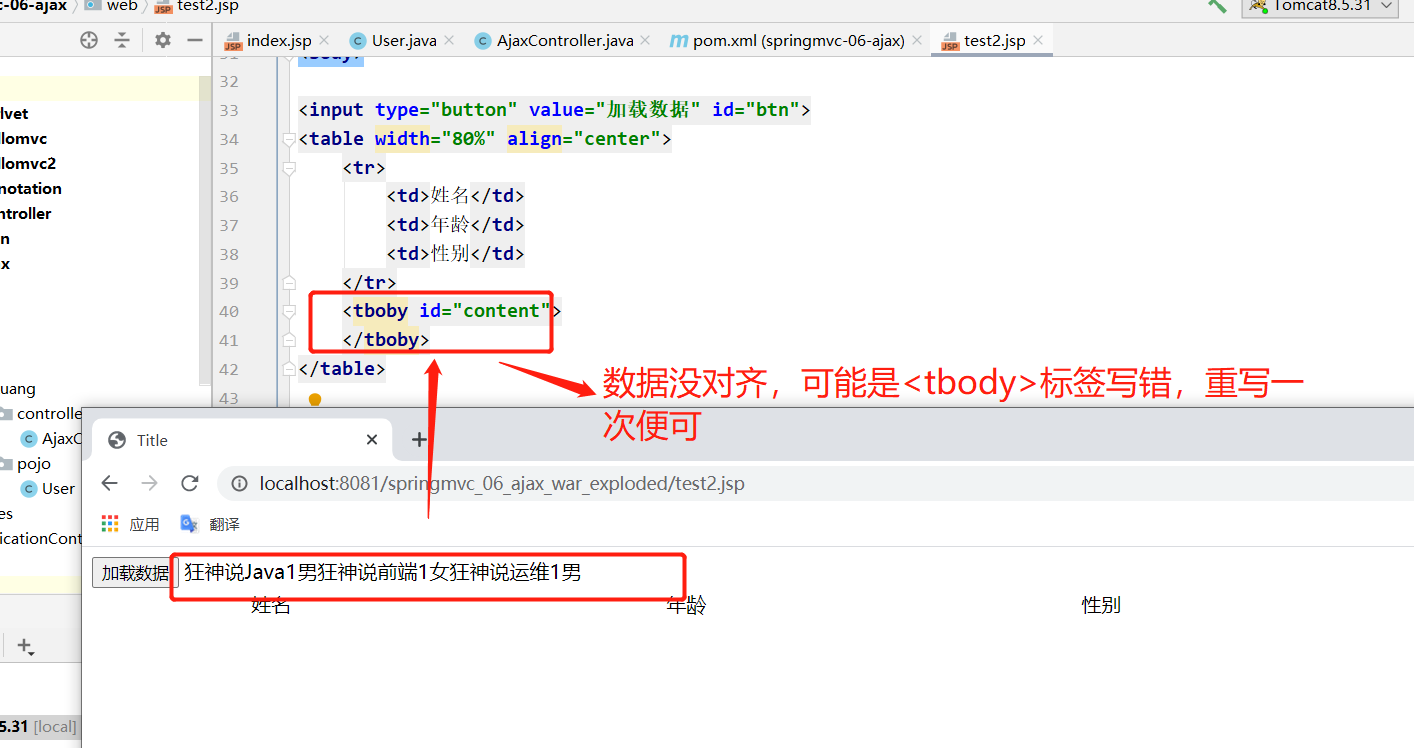 c-06-ajax web test2.jsp Tomcat8.5.31
index.jsp User.java AjaxController.java pom.xml (springmvc-06-ajax) test2.jsp
32
lvet
33 <input type="button" value="加载数据" id="btn">
llomvc
34 <table width="80%" align="center">
llomvc2
35 <tr>
notation
36 <td>姓名</td>
ntroller
37 <td>年龄</td>
n
38 <td>性别</td>
x
39 </tr>
40 <tboby id="content">
41 </tboby>
42 </table>
43
数据没对齐，可能是<tbody>标签写错，重写一
次便可
uang
controlle
AjaxC
pojo
User
es
icationCont
5.31 [local]
Title
localhost:8081/springmvc_06_ajax_war_exploded/test2.jsp
应用 翻译
加载数据 狂神说Java1男狂神说前端1女狂神说运维1男
姓名 年龄 性别